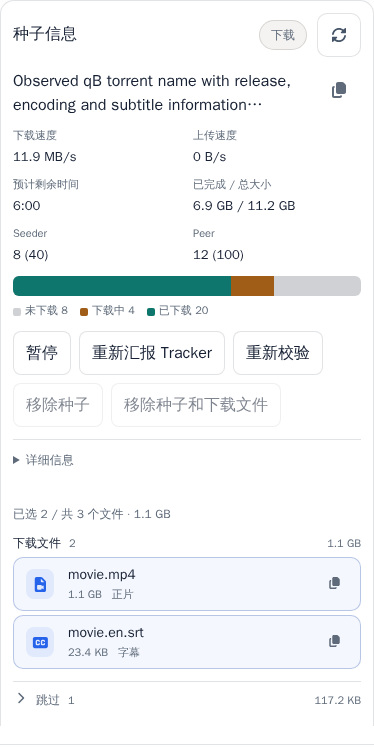 种子信息
下载
Observed qB torrent name with release,
encoding and subtitle information…
下载速度 上传速度
11.9 MB/s 0 B/s
预计剩余时间 已完成 / 总大小
6:00 6.9 GB / 11.2 GB
Seeder Peer
8 (40) 12 (100)
未下载 8 下载中 4 已下载 20
暂停 重新汇报 Tracker 重新校验
移除种子 移除种子和下载文件
详细信息
已选 2 / 共 3 个文件 · 1.1 GB
下载文件 2 1.1 GB
movie.mp4
1.1 GB 正片
CC
movie.en.srt
23.4 KB 字幕
跳过 1 117.2 KB